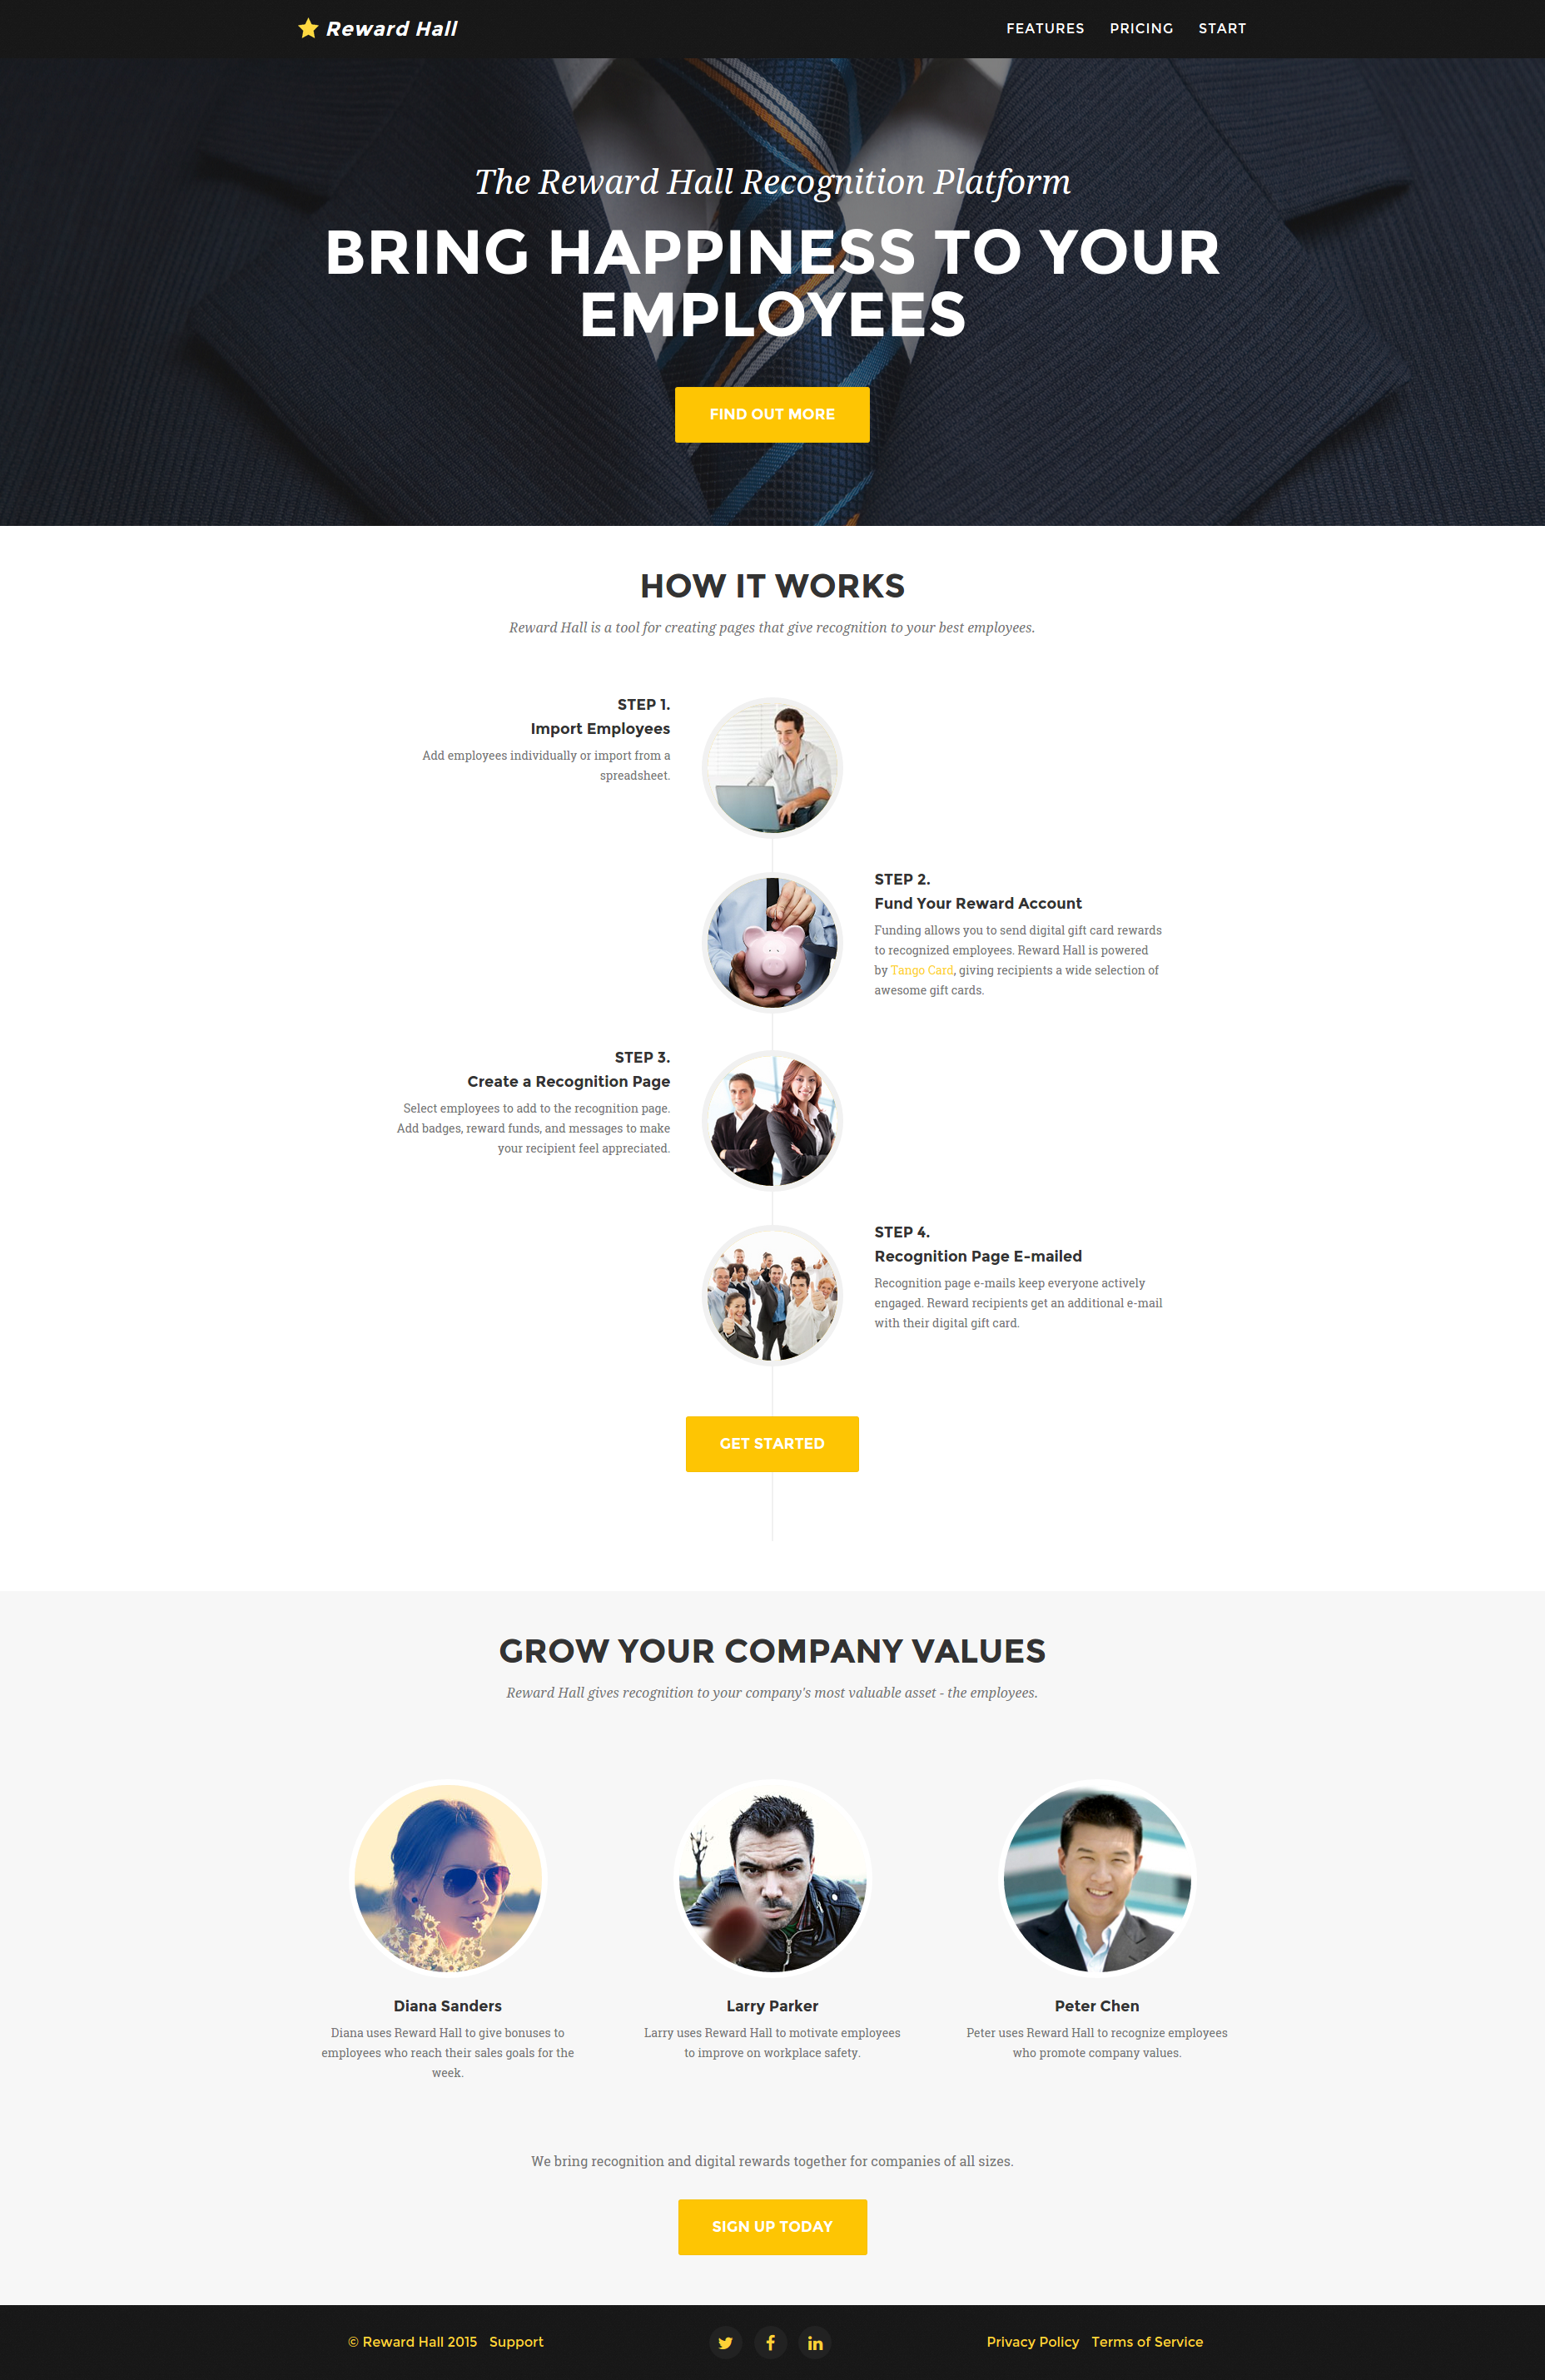 Reward Hall
FEATURES PRICING START
The Reward Hall Recognition Platform
BRING HAPPINESS TO YOUR
EMPLOYEES
FIND OUT MORE
HOW IT WORKS
Reward Hall is a tool for creating pages that give recognition to your best employees.
STEP 1.
Import Employees
Add employees individually or import from a
spreadsheet.
STEP 2.
Fund Your Reward Account
Funding allows you to send digital gift card rewards
to recognized employees. Reward Hall is powered
by Tango Card, giving recipients a wide selection of
awesome gift cards.
STEP 3.
Create a Recognition Page
Select employees to add to the recognition page.
Add badges, reward funds, and messages to make
your recipient feel appreciated.
STEP 4.
Recognition Page E-mailed
Recognition page e-mails keep everyone actively
engaged. Reward recipients get an additional e-mail
with their digital gift card.
GET STARTED
GROW YOUR COMPANY VALUES
Reward Hall gives recognition to your company's most valuable asset - the employees.
Diana Sanders
Diana uses Reward Hall to give bonuses to
employees who reach their sales goals for the
week.
Larry Parker
Larry uses Reward Hall to motivate employees
to improve on workplace safety.
Peter Chen
Peter uses Reward Hall to recognize employees
who promote company values.
We bring recognition and digital rewards together for companies of all sizes.
SIGN UP TODAY
© Reward Hall 2015 Support
Privacy Policy Terms of Service